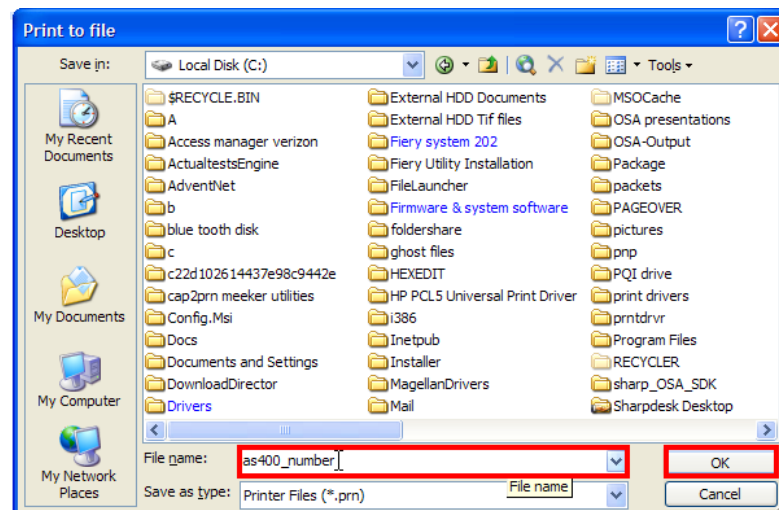 Print to file
Save in:
Local Disk (C:)
Tools
My Recent
Documents
Desktop
My Documents
My Computer
My Network
Places
$RECYCLE.BIN
A
Access manager verizon
ActualtestsEngine
AdventNet
b
blue tooth disk
c
c22d102614437e98c9442e
cap2prn meeker utilities
Config.Msi
Docs
Documents and Settings
DownloadDirector
Drivers
External HDD Documents
External HDD Tif files
Fiery system 202
Fiery Utility Installation
FileLauncher
Firmware & system software
foldershare
ghost files
HEXEDIT
HP PCL5 Universal Print Driver
i386
Inetpub
Installer
MagellanDrivers
Mail
MSOCache
OSA presentations
OSA-Output
Package
packets
PAGEOVER
pictures
pnp
PQI drive
print drivers
prntdrvr
Program Files
RECYCLER
sharp_OSA_SDK
Sharpdesk Desktop
File name:
as400_number
OK
File name
Save as type:
Printer Files (*.prn)
Cancel